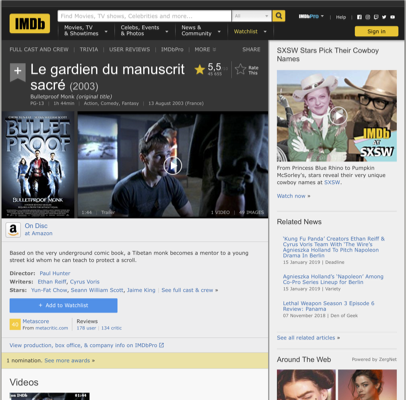 IMDb
Find Movies, TV shows, Celebrities and more...
All
IMDbPro
Help
Movies, TV & Showtimes
Celebs, Events & Photos
News & Community
Watchlist
Sign in
FULL CAST AND CREW | TRIVIA | USER REVIEWS | IMDbPro | MORE
SHARE
Le gardien du manuscrit
sacré (2003)
Bulletproof Monk (original title)
PG-13 | 1h 44min | Action, Comedy, Fantasy | 13 August 2003 (France)
5,5
Rate
This
BULLET
PROOF
BULLETPROOF MONK
1:44 | Trailer
1 VIDEO
IMAGES
On Disc
at Amazon
Based on the very underground comic book, a Tibetan monk becomes a mentor to a young
street kid whom he can teach to protect a scroll.
Director: Paul Hunter
Writers: Ethan Reiff, Cyrus Voris
Stars: Yun-Fat Chow, Seann William Scott, Jaime King | See full cast & crew »
+ Add to Watchlist
Metascore
From metacritic.com
Reviews
178 user | 134 critic
View production, box office, & company info on IMDbPro
1 nomination. See more awards »
Videos
SXSW Stars Pick Their Cowboy
Names
IMDb
AT
SXSW
From Princess Blue Rhino to Pumpkin
McSorley's, stars reveal their very
unique cowboy names at SXSW.
Watch now »
Related News
'Kung Fu Panda' Creators Ethan Reiff &
Cyrus Voris Team With 'The Wire's
Agnieszka Holland To Pitch Napoleon
Drama In Berlin
15 January 2019 | Deadline
Agnieszka Holland's 'Napoleon' Among
Co-Pro Series Lineup for Berlin
15 January 2019 | Variety
Lethal Weapon Season 3 Episode 6
Review: Panama
07 November 2018 | Den of Geek
See all related articles »
Around The Web
Powered by ZergNet